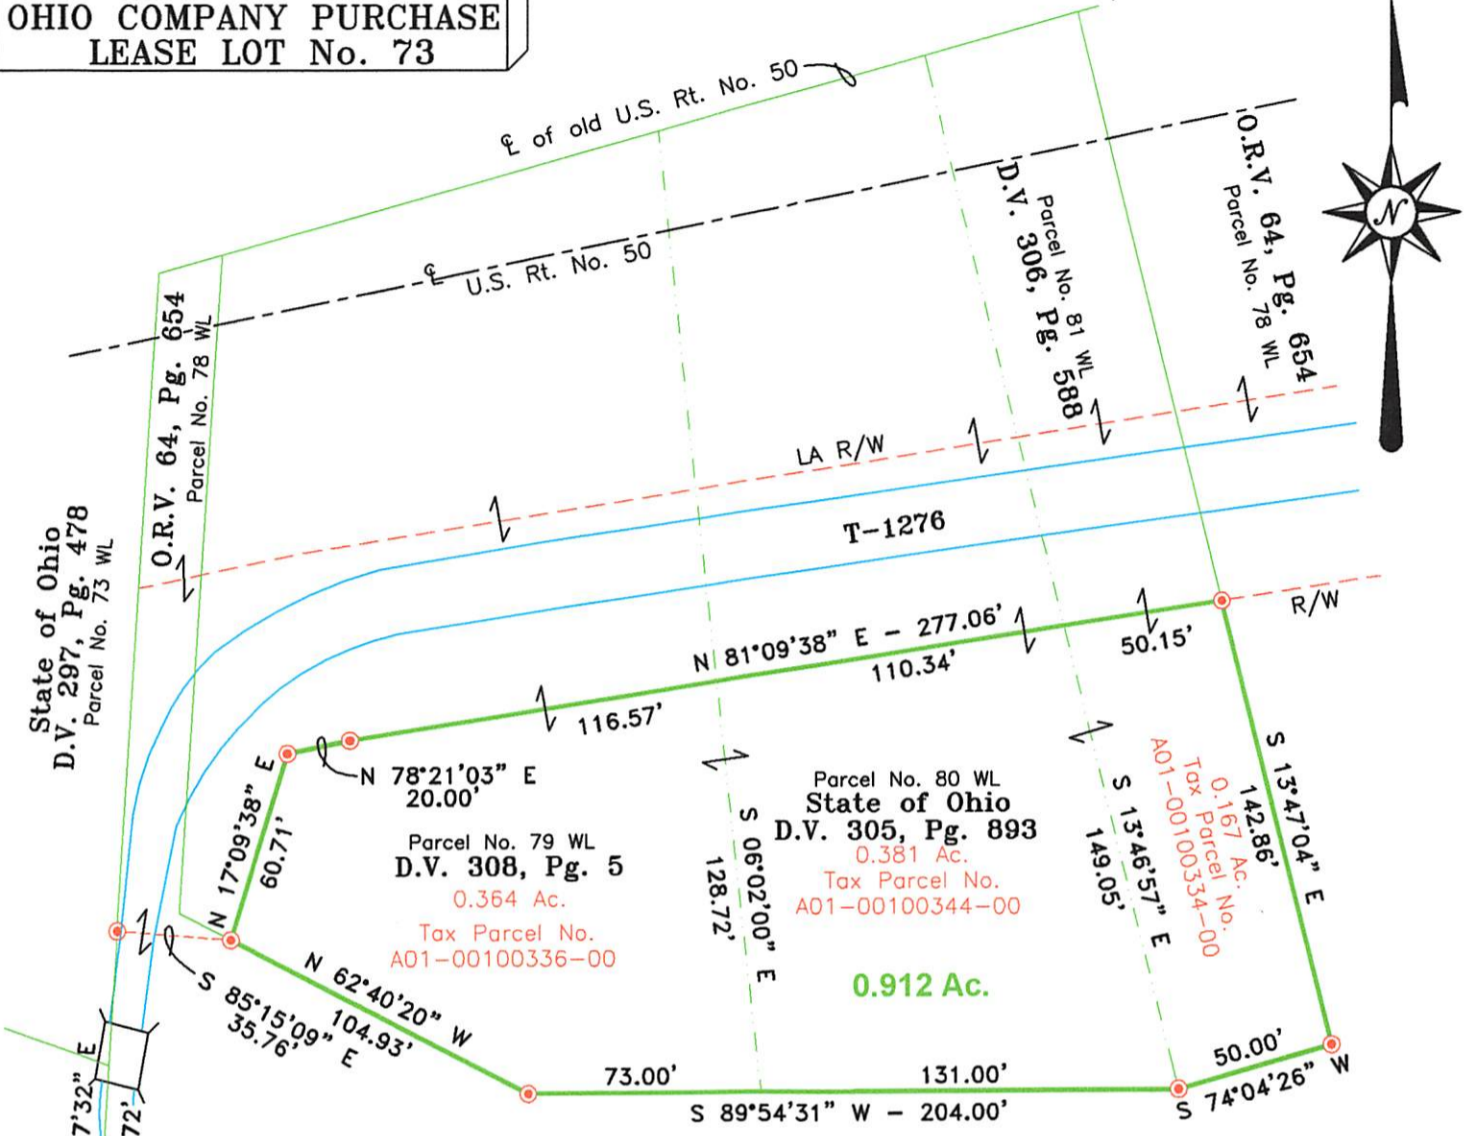 OHIO COMPANY PURCHASE
LEASE LOT No. 73
℄ of old U.S. Rt. No. 50
℄
U.S. Rt. No. 50
O.R.V. 64, Pg. 654
Parcel No. 78 WL
Parcel No. 81 WL
D.V. 306, Pg. 588
O.R.V. 64, Pg. 654
Parcel No. 78 WL
N
LA R/W
T-1276
R/W
State of Ohio
D.V. 297, Pg. 478
Parcel No. 73 WL
N 81°09'38" E - 277.06'
116.57'
110.34'
50.15'
N 78°21'03" E
20.00'
N 17°09'38" E
60.71'
Parcel No. 79 WL
D.V. 308, Pg. 5
0.364 Ac.
Tax Parcel No.
A01-00100336-00
S 06°02'00" E
128.72'
Parcel No. 80 WL
State of Ohio
D.V. 305, Pg. 893
0.381 Ac.
Tax Parcel No.
A01-00100344-00
0.912 Ac.
S 13°46'57" E
149.05'
0.167 Ac.
Tax Parcel No.
A01-00100334-00
S 13°47'04" E
142.86'
N 62°40'20" W
104.93'
S 85°15'09" E
35.76'
73.00'
131.00'
S 89°54'31" W - 204.00'
50.00'
S 74°04'26" W
7'32" E
72'